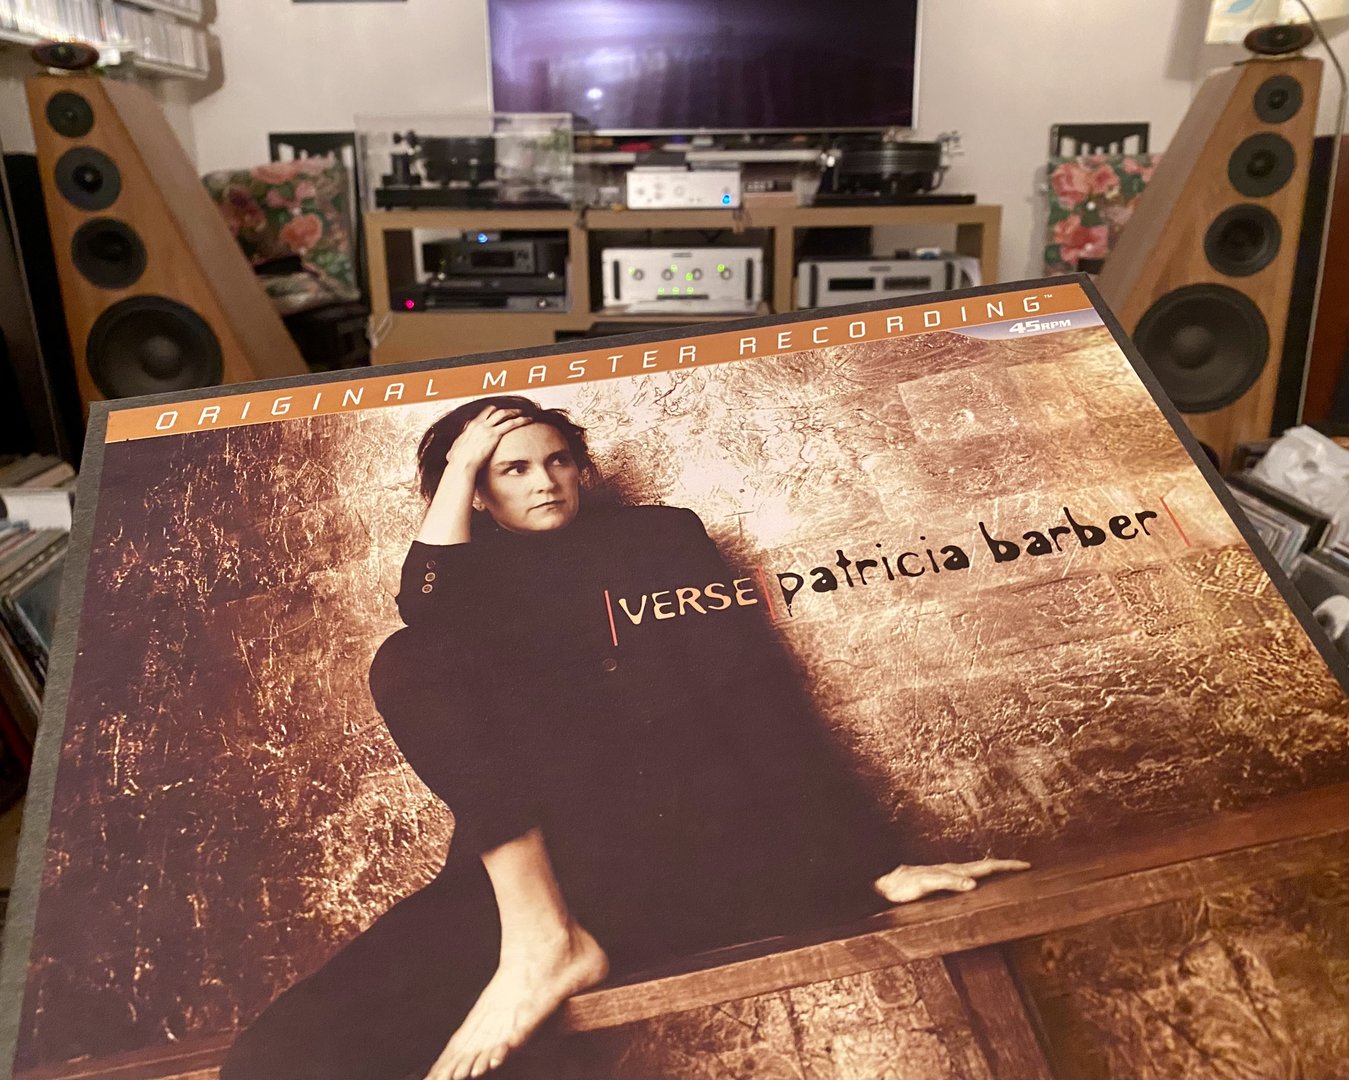 ORIGINAL MASTER RECORDING™
45RPM
|VERSE|patricia barber|